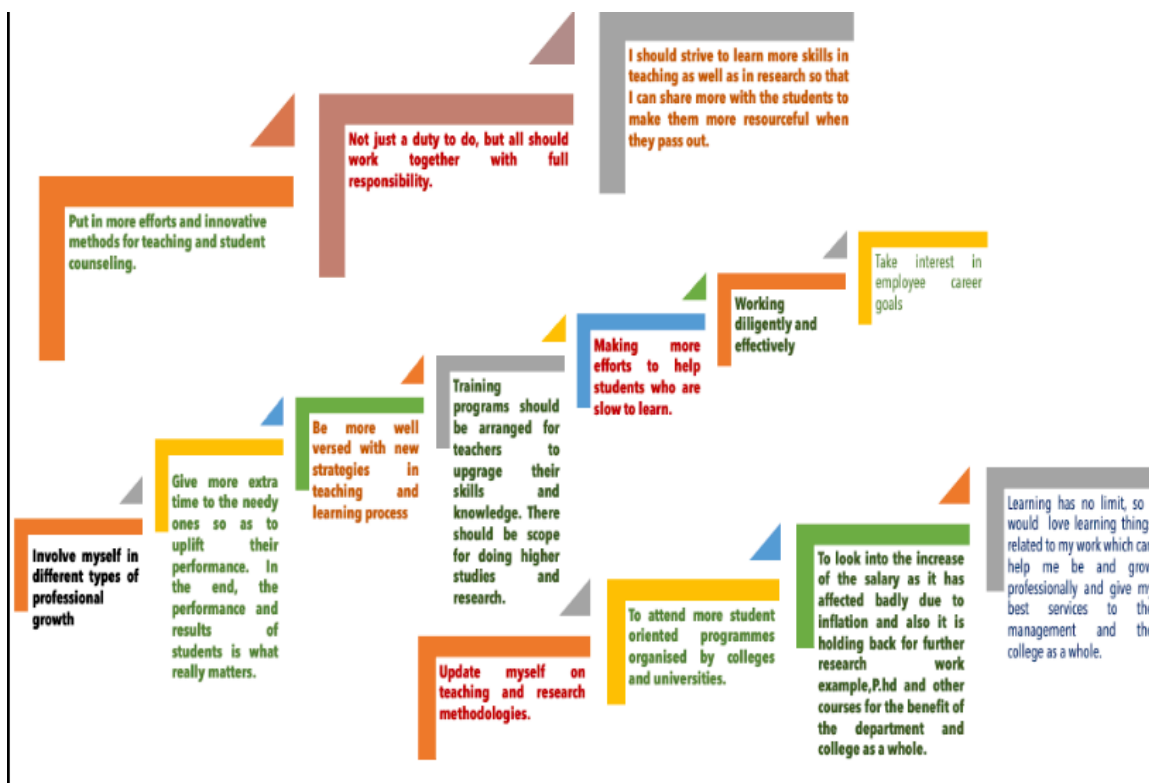 Put in more efforts and innovative
methods for teaching and student
counseling.
Not just a duty to do, but all should
work together with full
responsibility.
I should strive to learn more skills in
teaching as well as in research so that
I can share more with the students to
make them more resourceful when
they pass out.
Involve myself in
different types of
professional
growth
Give more extra
time to the needy
ones so as to
uplift their
performance. In
the end, the
performance and
results of
students is what
really matters.
Be more well
versed with new
strategies in
teaching and
learning process
Training
programs should
be arranged for
teachers to
upgrage their
skills and
knowledge. There
should be scope
for doing higher
studies and
research.
Making more
efforts to help
students who are
slow to learn.
Working
diligently and
effectively
Take interest in
employee career
goals
Update myself on
teaching and research
methodologies.
To attend more student
oriented programmes
organised by colleges
and universities.
To look into the increase
of the salary as it has
affected badly due to
inflation and also it is
holding back for further
research work
example,P.hd and other
courses for the benefit of
the department and
college as a whole.
Learning has no limit, so
would love learning thing
related to my work which can
help me be and grow
professionally and give my
best services to the
management and the
college as a whole.